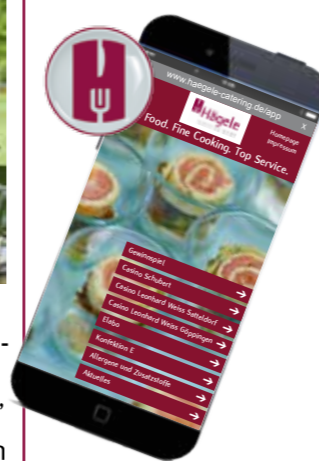 www.haegele-catering.de/app x
Hägele
Homepage
Impressum
Food. Fine Cooking. Top Service.
Gewinnspiel
Casino Schubert
Casino Leonhard Weiss Satteldorf
Casino Leonhard Weiss Göppingen
Elabo
Konfektion E
Allergene und Zusatzstoffe
Aktuelles
-
,
n